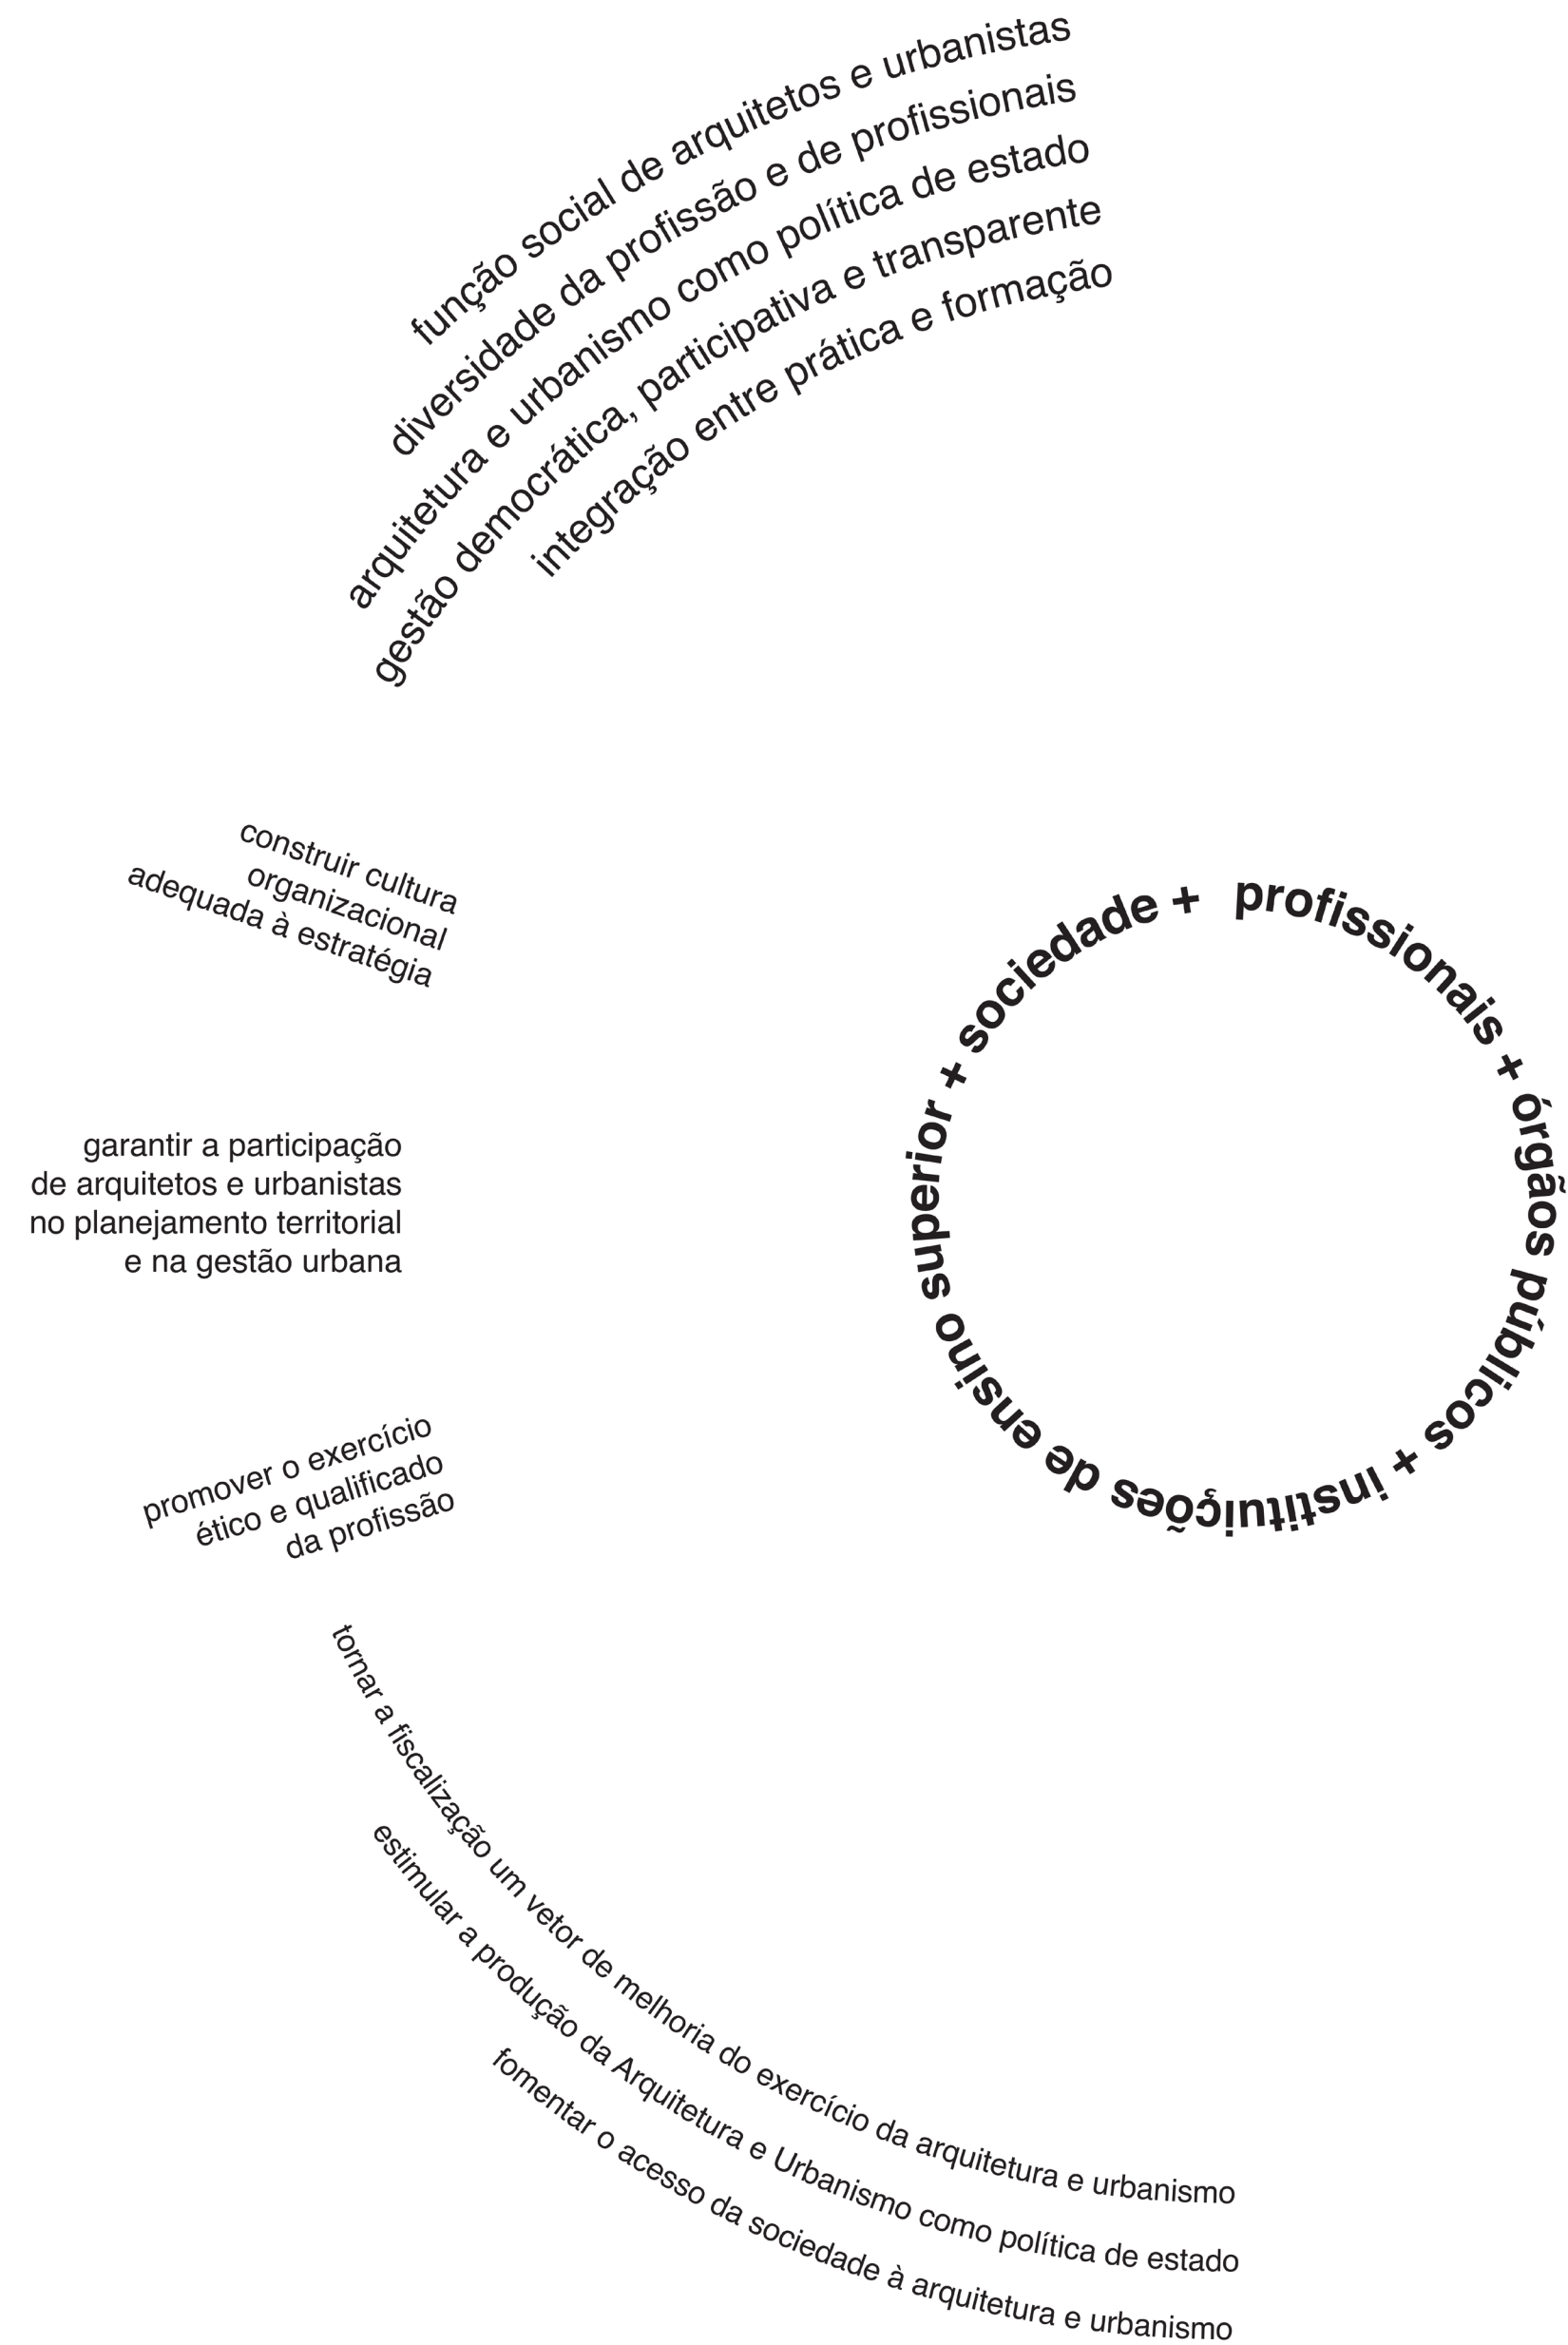 função social de arquitetos e urbanistas
diversidade da profissão e de profissionais
arquitetura e urbanismo como política de estado
gestão democrática, participativa e transparente
integração entre prática e formação
construir cultura
organizacional
adequada à estratégia
profissionais + órgãos públicos + instituições de ensino superior + sociedade +
garantir a participação
de arquitetos e urbanistas
no planejamento territorial
e na gestão urbana
promover o exercício
ético e qualificado
da profissão
tornar a fiscalização um vetor de melhoria do exercício da arquitetura e urbanismo
estimular a produção da Arquitetura e Urbanismo como política de estado
fomentar o acesso da sociedade à arquitetura e urbanismo